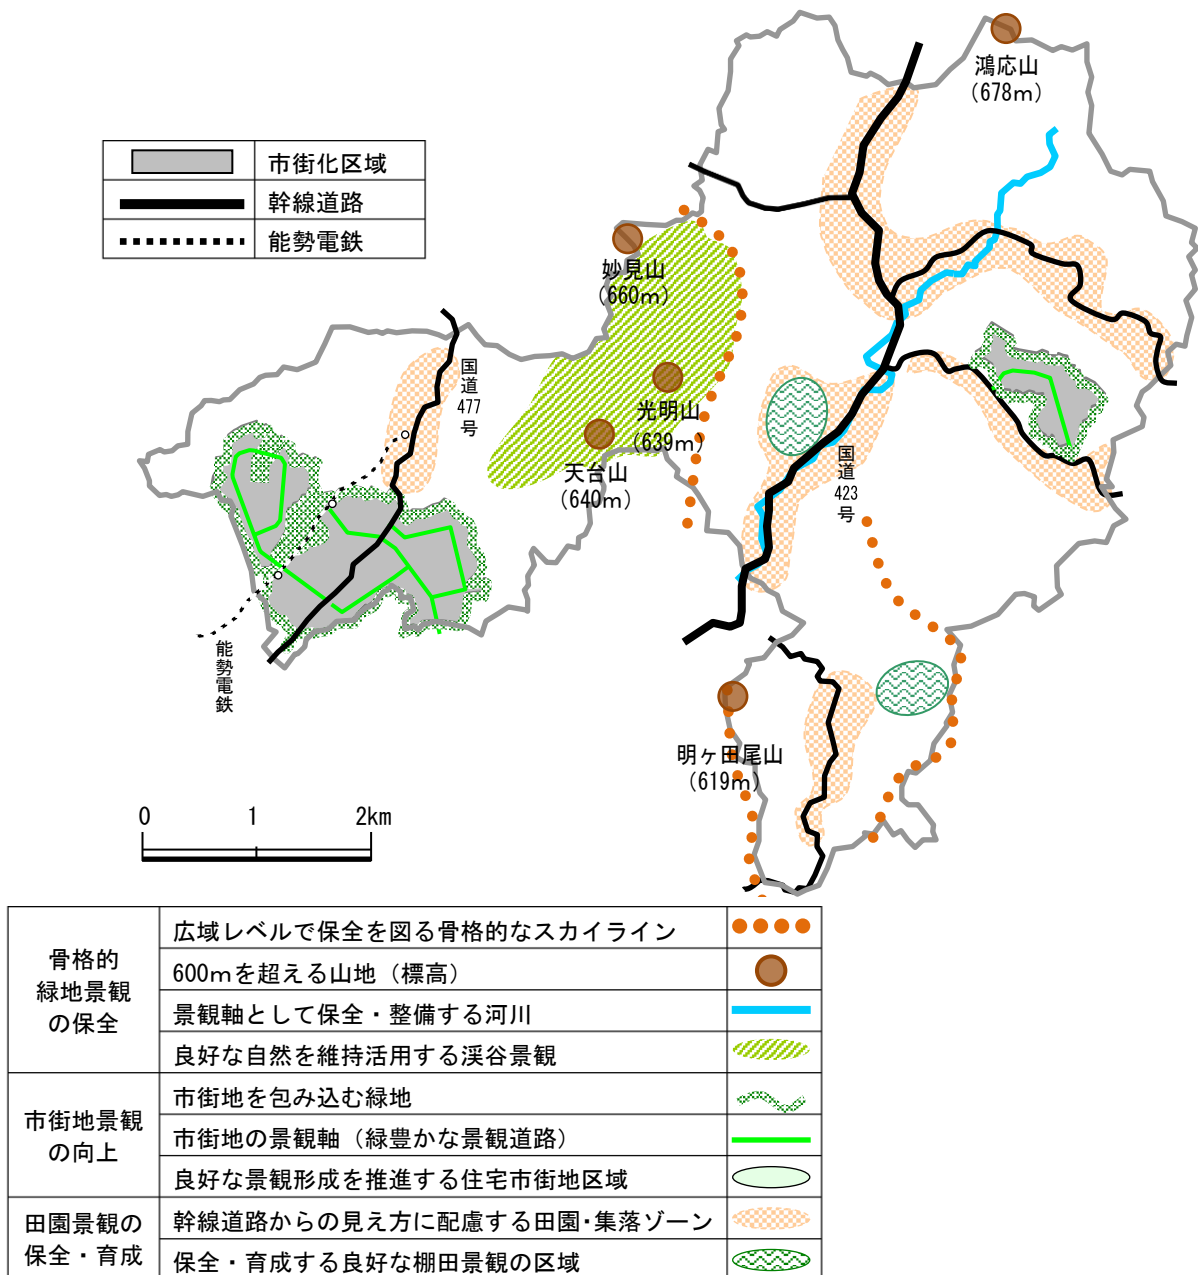 鴻応山
(678m)
市街化区域
幹線道路
能勢電鉄
妙見山
(660m)
国道477号
光明山
(639m)
天台山
(640m)
国道423号
能勢電鉄
明ヶ田尾山
(619m)
0 1 2km
骨格的
緑地景観
の保全
広域レベルで保全を図る骨格的なスカイライン
600mを超える山地（標高）
景観軸として保全・整備する河川
良好な自然を維持活用する渓谷景観
市街地景観
の向上
市街地を包み込む緑地
市街地の景観軸（緑豊かな景観道路）
良好な景観形成を推進する住宅市街地区域
田園景観の
保全・育成
幹線道路からの見え方に配慮する田園・集落ゾーン
保全・育成する良好な棚田景観の区域